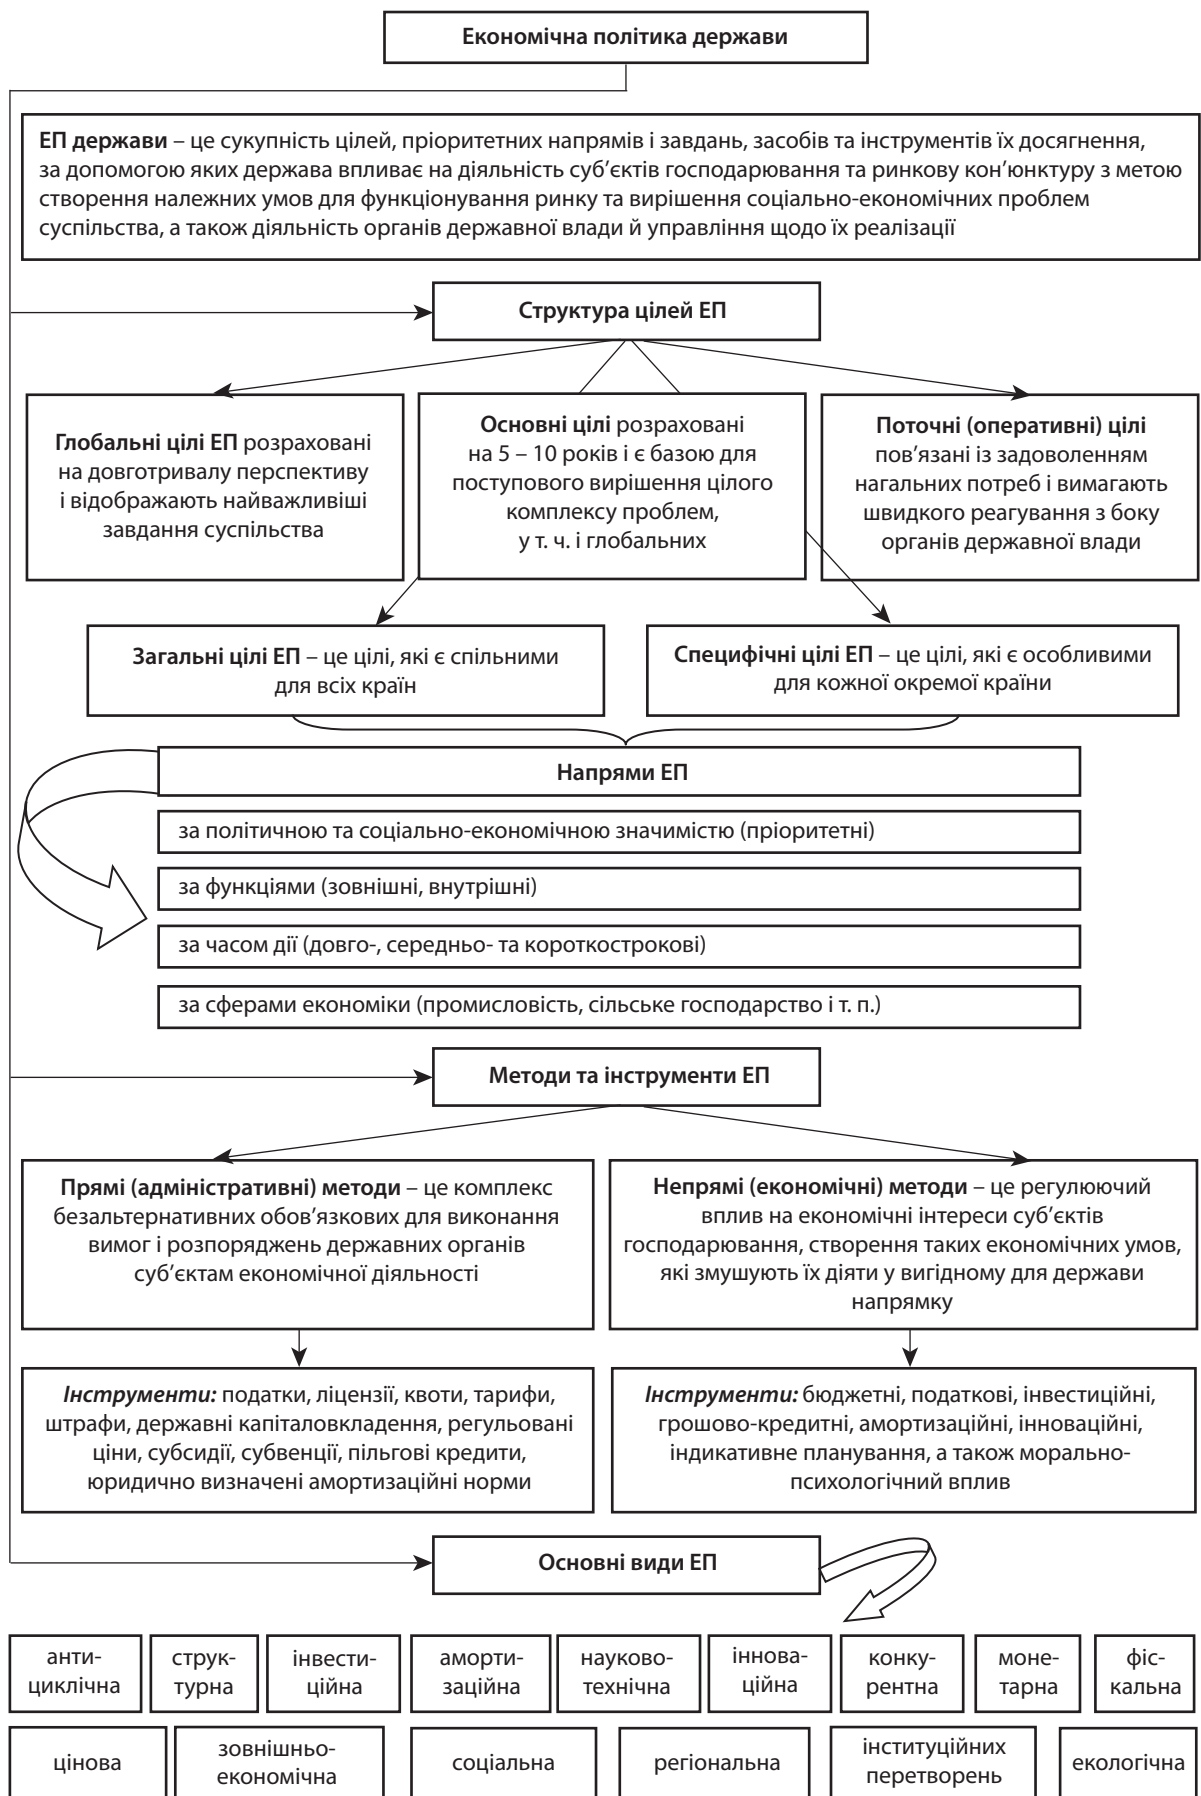 Економічна політика держави
ЕП держави – це сукупність цілей, пріоритетних напрямів і завдань, засобів та інструментів їх досягнення,
за допомогою яких держава впливає на діяльність суб’єктів господарювання та ринкову кон’юнктуру з метою
створення належних умов для функціонування ринку та вирішення соціально-економічних проблем
суспільства, а також діяльність органів державної влади й управління щодо їх реалізації
Структура цілей ЕП
Глобальні цілі ЕП розраховані
на довготривалу перспективу
і відображають найважливіші
завдання суспільства
Основні цілі розраховані
на 5 – 10 років і є базою для
поступового вирішення цілого
комплексу проблем,
у т. ч. і глобальних
Поточні (оперативні) цілі
пов’язані із задоволенням
нагальних потреб і вимагають
швидкого реагування з боку
органів державної влади
Загальні цілі ЕП – це цілі, які є спільними
для всіх країн
Специфічні цілі ЕП – це цілі, які є особливими
для кожної окремої країни
Напрями ЕП
за політичною та соціально-економічною значимістю (пріоритетні)
за функціями (зовнішні, внутрішні)
за часом дії (довго-, середньо- та короткострокові)
за сферами економіки (промисловість, сільське господарство і т. п.)
Методи та інструменти ЕП
Прямі (адміністративні) методи – це комплекс
безальтернативних обов’язкових для виконання
вимог і розпоряджень державних органів
суб’єктам економічної діяльності
Непрямі (економічні) методи – це регулюючий
вплив на економічні інтереси суб’єктів
господарювання, створення таких економічних умов,
які змушують їх діяти у вигідному для держави
напрямку
Інструменти: податки, ліцензії, квоти, тарифи,
штрафи, державні капіталовкладення, регульовані
ціни, субсидії, субвенції, пільгові кредити,
юридично визначені амортизаційні норми
Інструменти: бюджетні, податкові, інвестиційні,
грошово-кредитні, амортизаційні, інноваційні,
індикативне планування, а також морально-
психологічний вплив
Основні види ЕП
анти-
циклічна
струк-
турна
інвести-
ційна
аморти-
заційна
науково-
технічна
іннова-
ційна
конку-
рентна
моне-
тарна
фіс-
кальна
цінова
зовнішньо-
економічна
соціальна
регіональна
інституційних
перетворень
екологічна